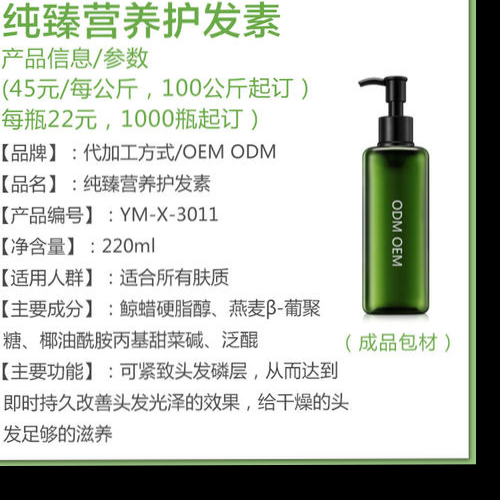 纯臻营养护发素
产品信息/参数
(45元/每公斤，100公斤起订）
每瓶22元，1000瓶起订）
【品牌】：代加工方式/OEM ODM
【品名】：纯臻营养护发素
【产品编号】：YM-X-3011
【净含量】：220ml
【适用人群】：适合所有肤质
【主要成分】：鲸蜡硬脂醇、燕麦β-葡聚
糖、椰油酰胺丙基甜菜碱、泛醌
【主要功能】：可紧致头发磷层，从而达到
即时持久改善头发光泽的效果，给干燥的头
发足够的滋养
ODM OEM
（成品包材）